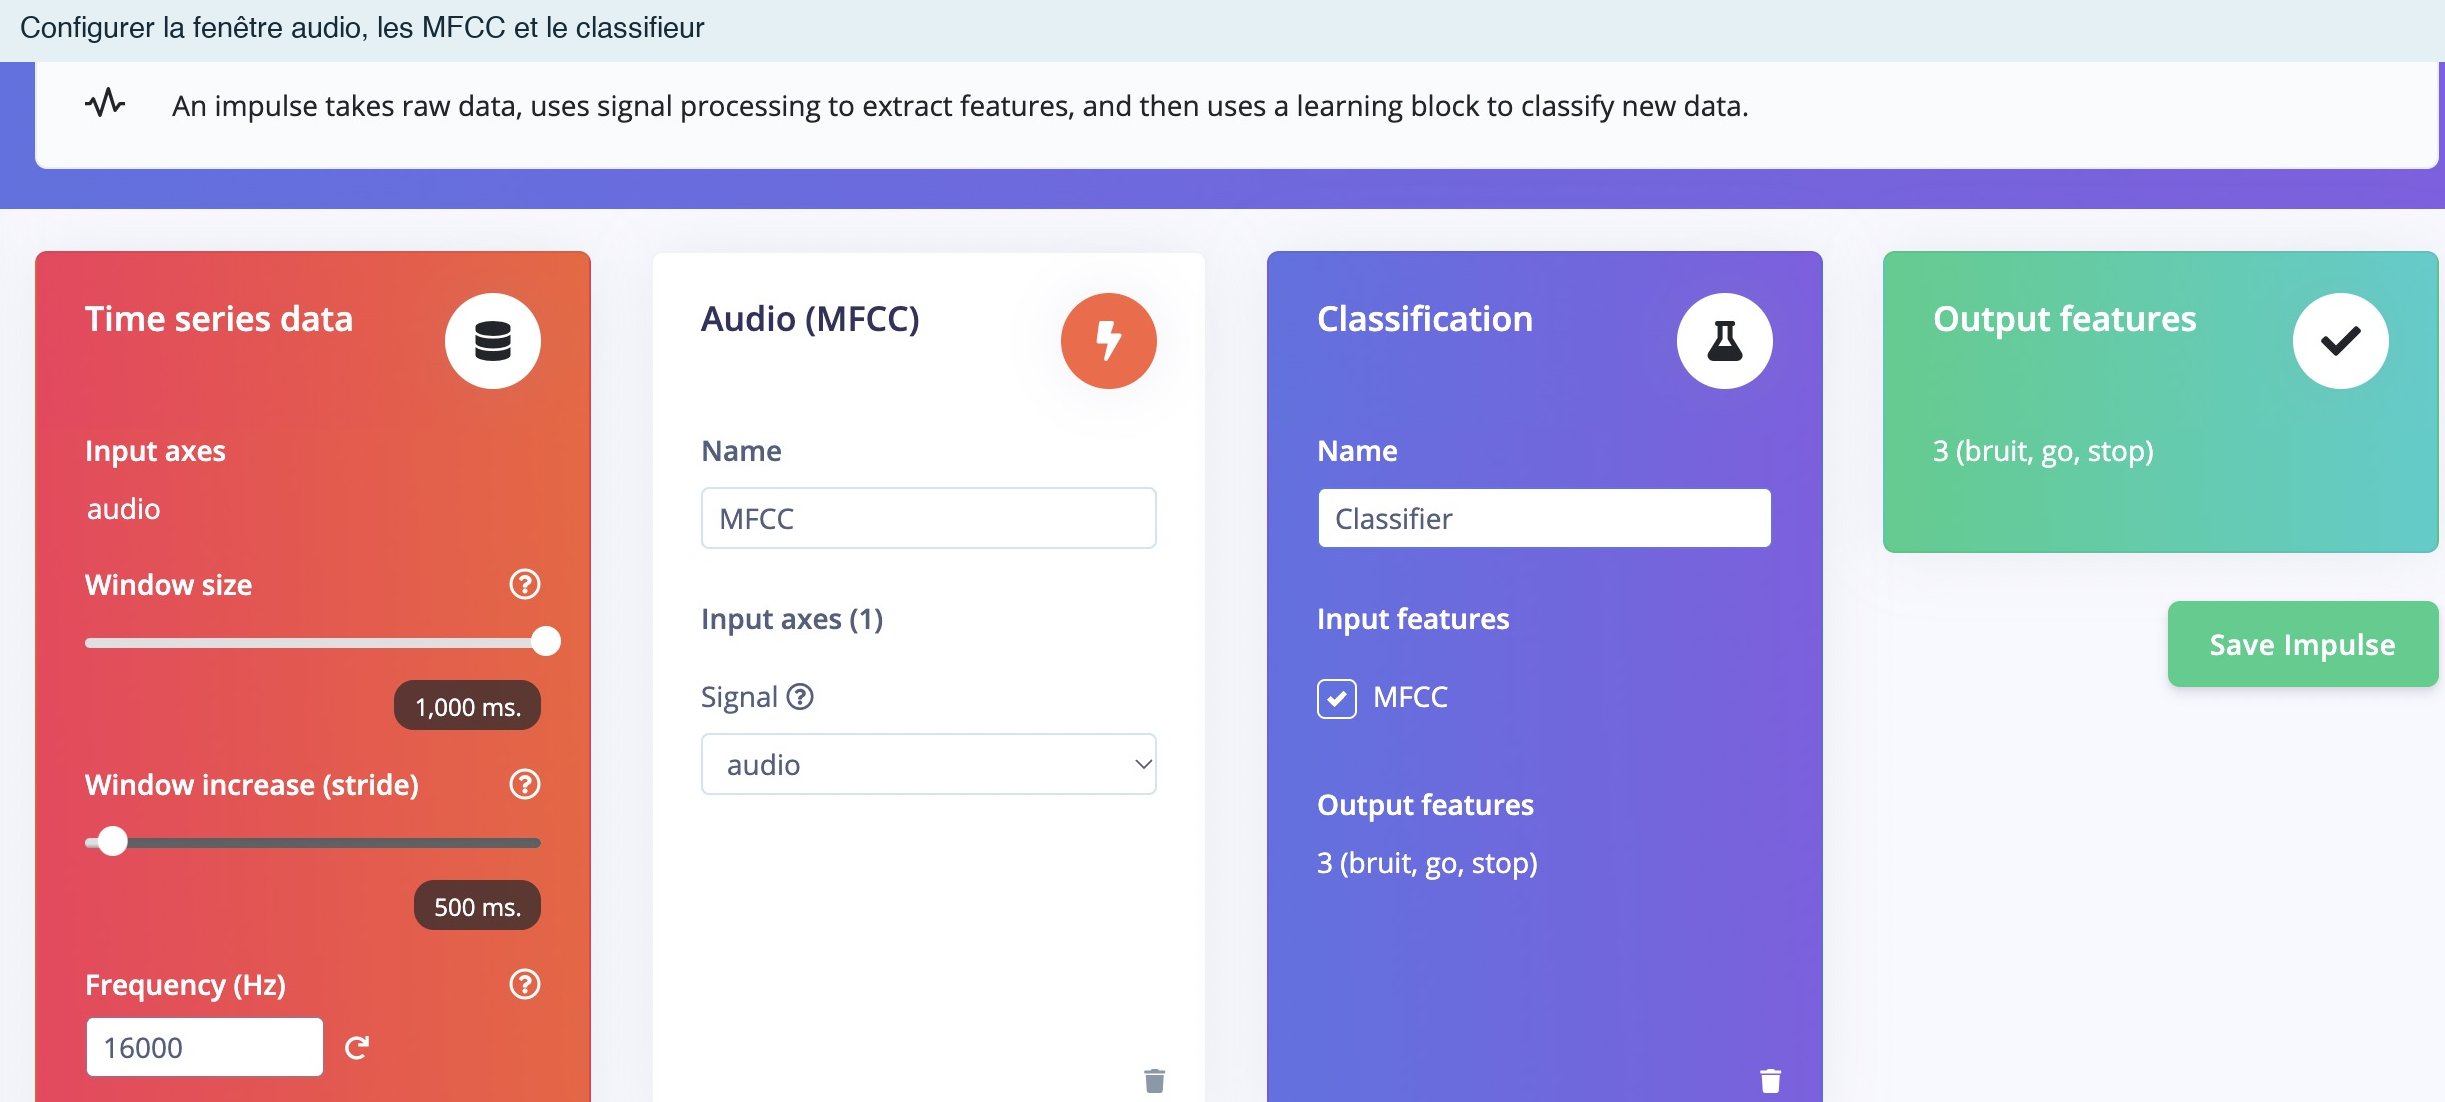 Configurer la fenêtre audio, les MFCC et le classifieur
An impulse takes raw data, uses signal processing to extract features, and then uses a learning block to classify new data.
Time series data
Input axes
audio
Window size
1,000 ms.
Window increase (stride)
500 ms.
Frequency (Hz)
16000
Audio (MFCC)
Name
MFCC
Input axes (1)
Signal
audio
Classification
Name
Classifier
Input features
MFCC
Output features
3 (bruit, go, stop)
Output features
3 (bruit, go, stop)
Save Impulse